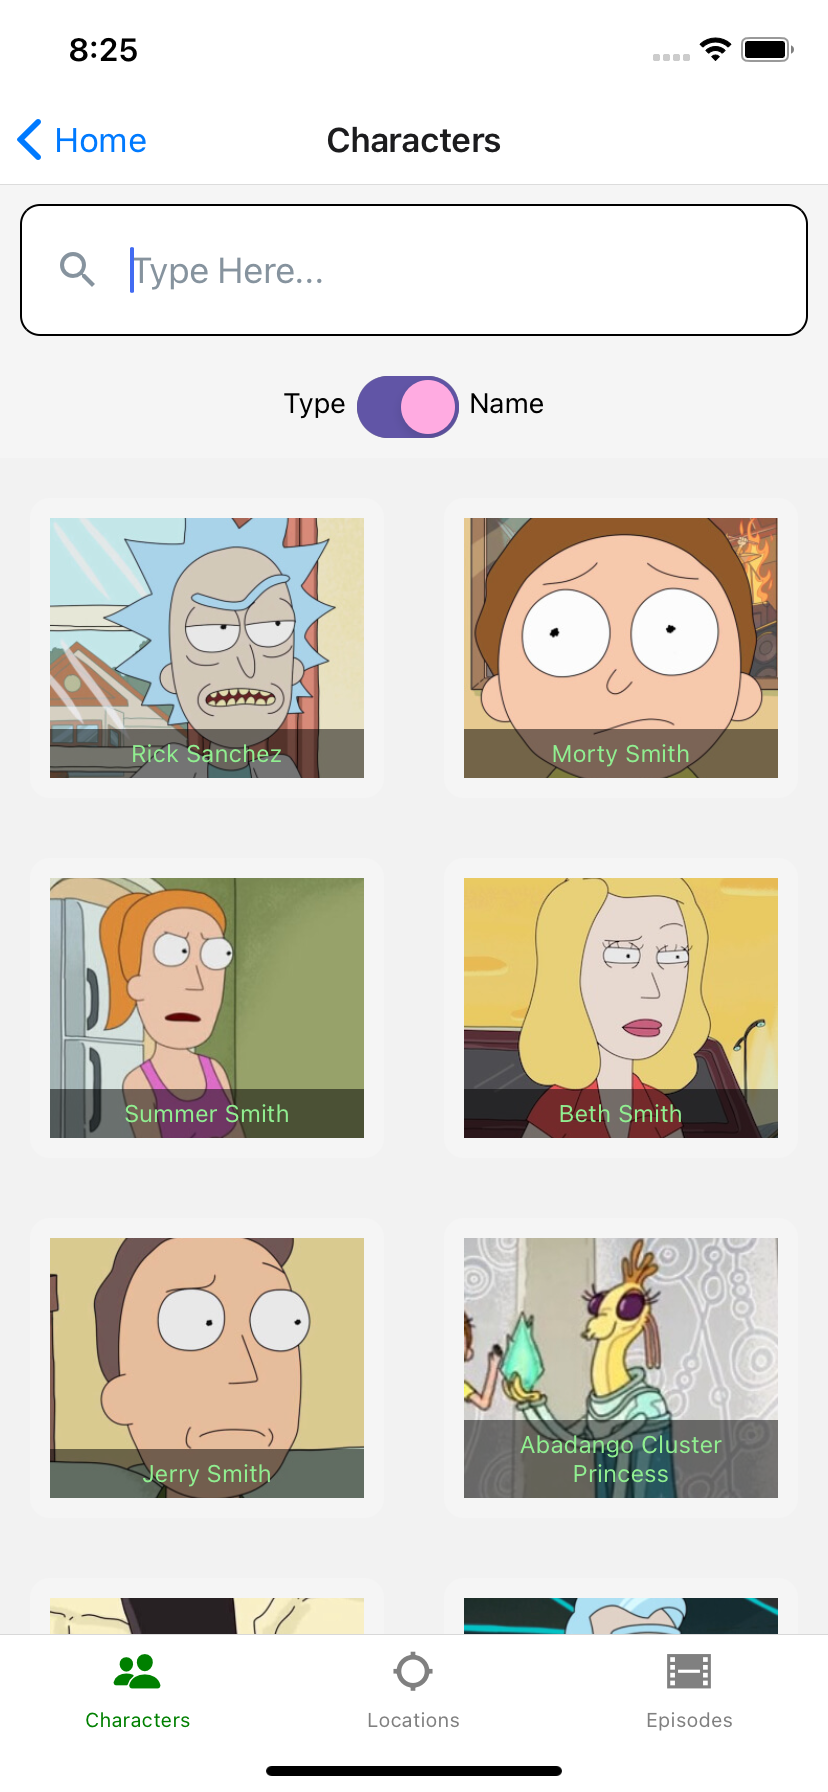 8:25
Home
Characters
Type Here...
Type
Name
Rick Sanchez
Morty Smith
Summer Smith
Beth Smith
Jerry Smith
Abadango Cluster
Princess
Characters
Locations
Episodes